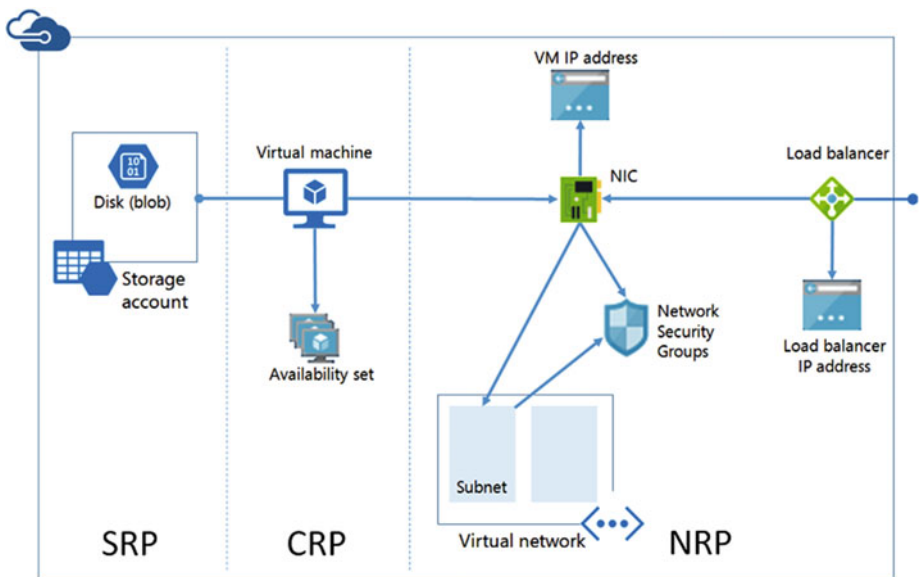 VM IP address
Virtual machine
Load balancer
NIC
10
01
Disk (blob)
Storage
account
Network
Security
Groups
Availability set
Load balancer
IP address
Subnet
Virtual network
SRP
CRP
NRP